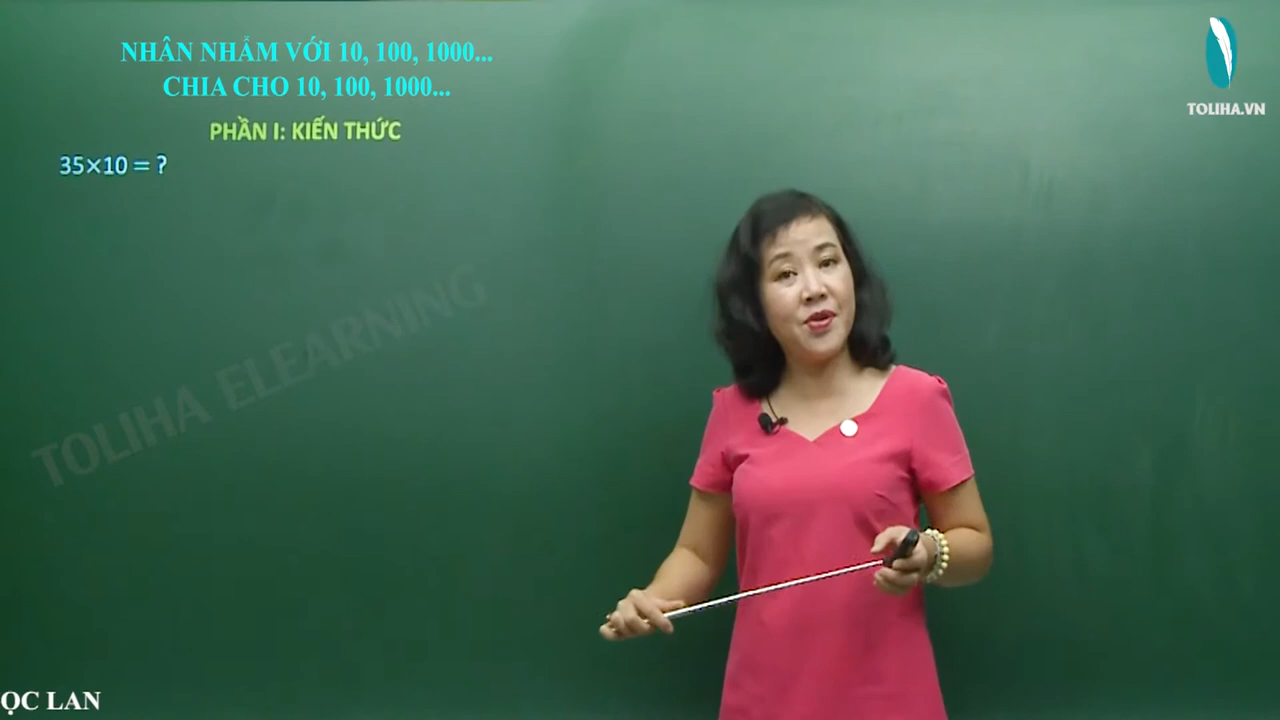 NHÂN NHẨM VỚI 10, 100, 1000...
CHIA CHO 10, 100, 1000...
PHẦN I: KIẾN THỨC
35×10 = ?
TOLIHA.VN
TOLIHA ELEARNING
ỌC LAN